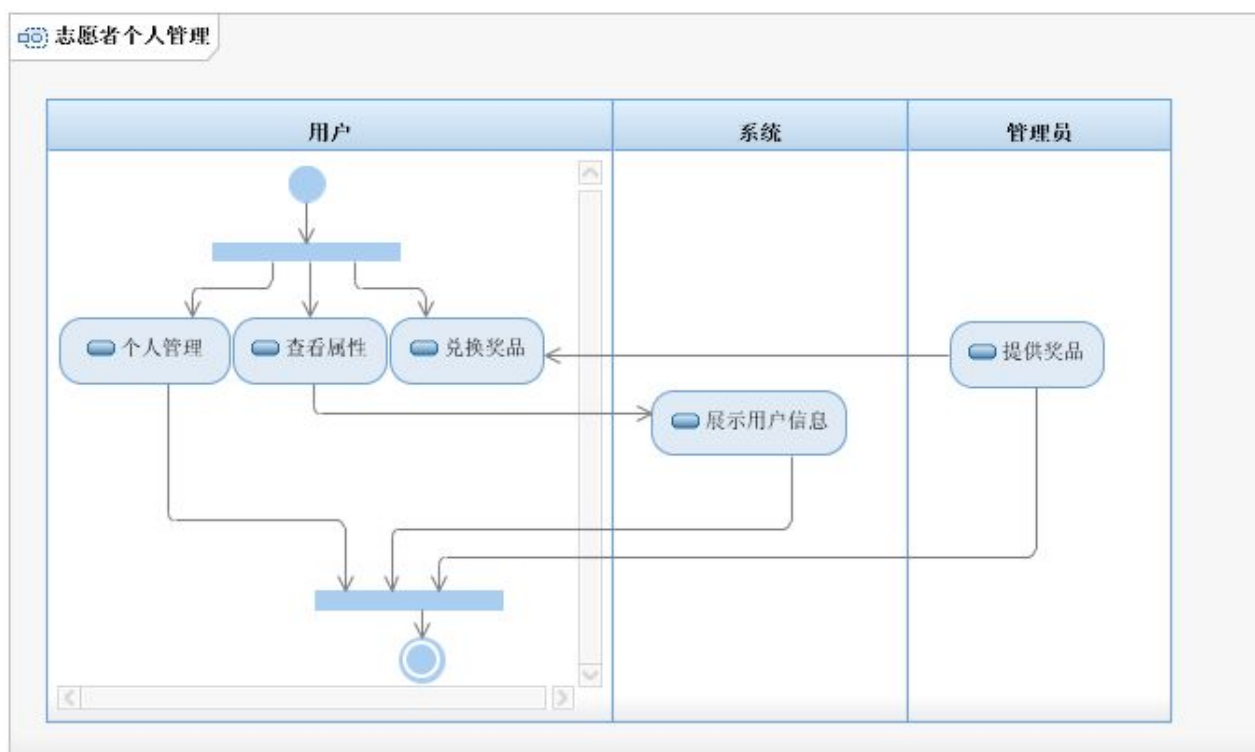 志愿者个人管理
用户
系统
管理员
个人管理
查看属性
兑换奖品
提供奖品
展示用户信息